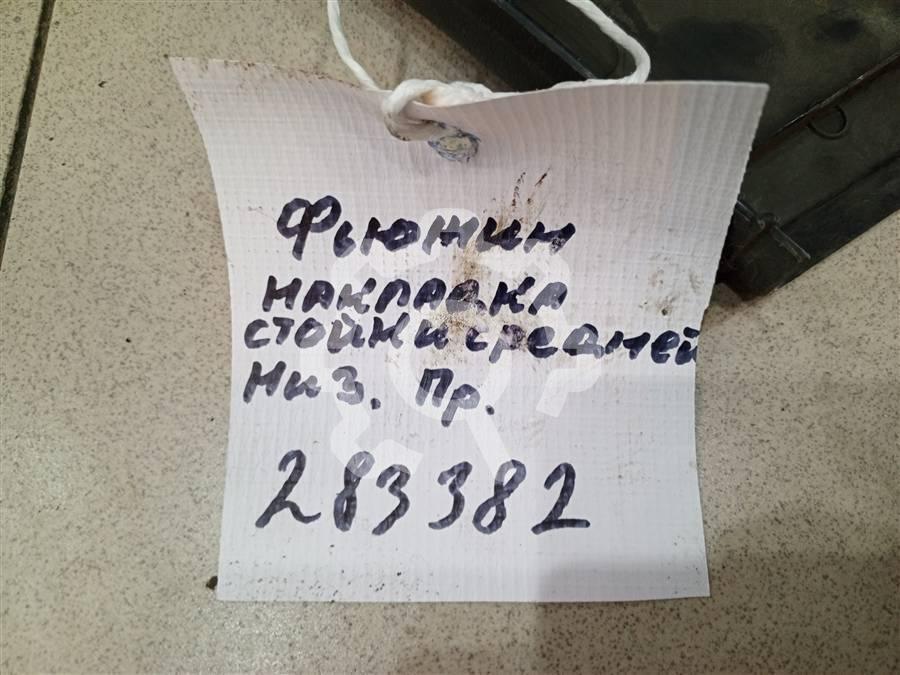 Фьюжин
накладка
стойки средней
низ. Пр.
283382